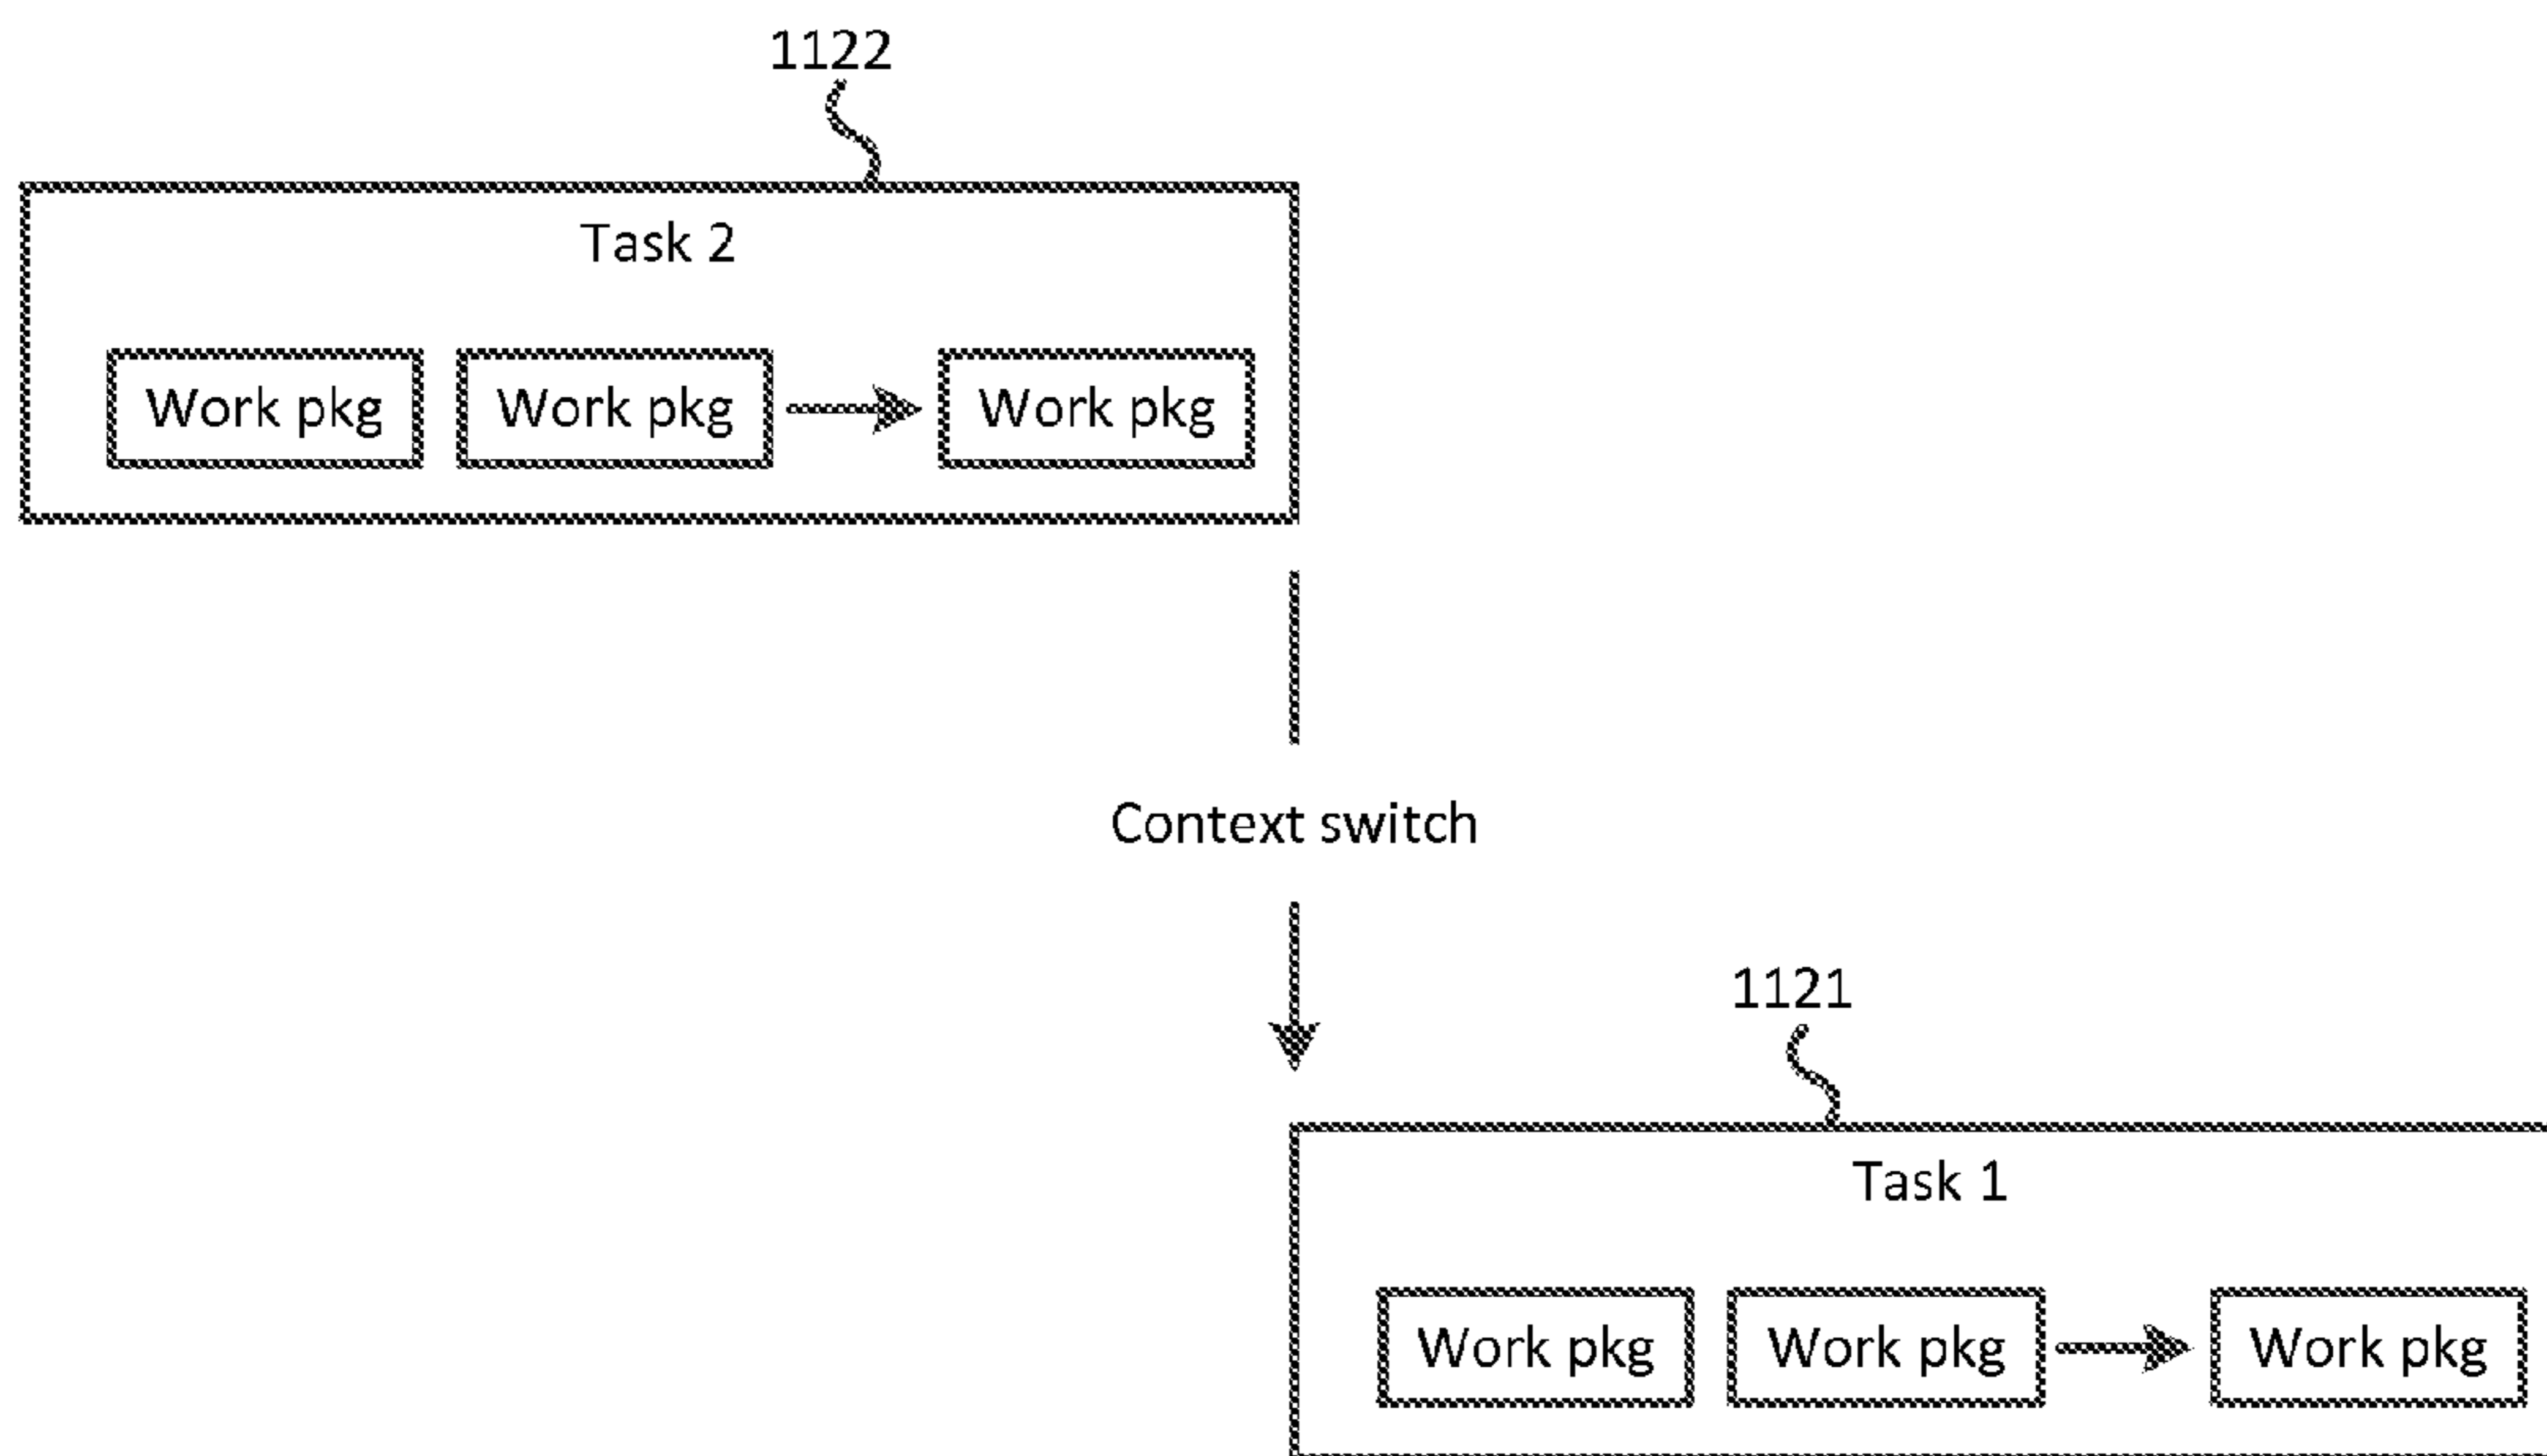 1122
Task 2
Work pkg Work pkg Work pkg
Context switch
1121
Task 1
Work pkg Work pkg Work pkg